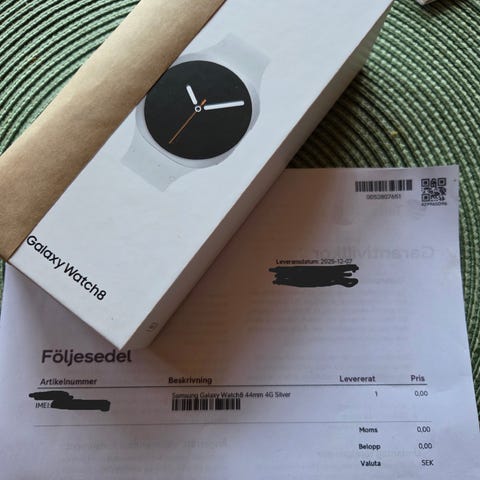 Galaxy Watch8
0052807651
Leveransdatum: 2025-12-07
Följesedel
Artikelnummer Beskrivning Levererat Pris
Samsung Galaxy Watch8 44mm 4G Silver 1 0,00
IMEI:
Moms 0,00
Belopp 0,00
Valuta SEK